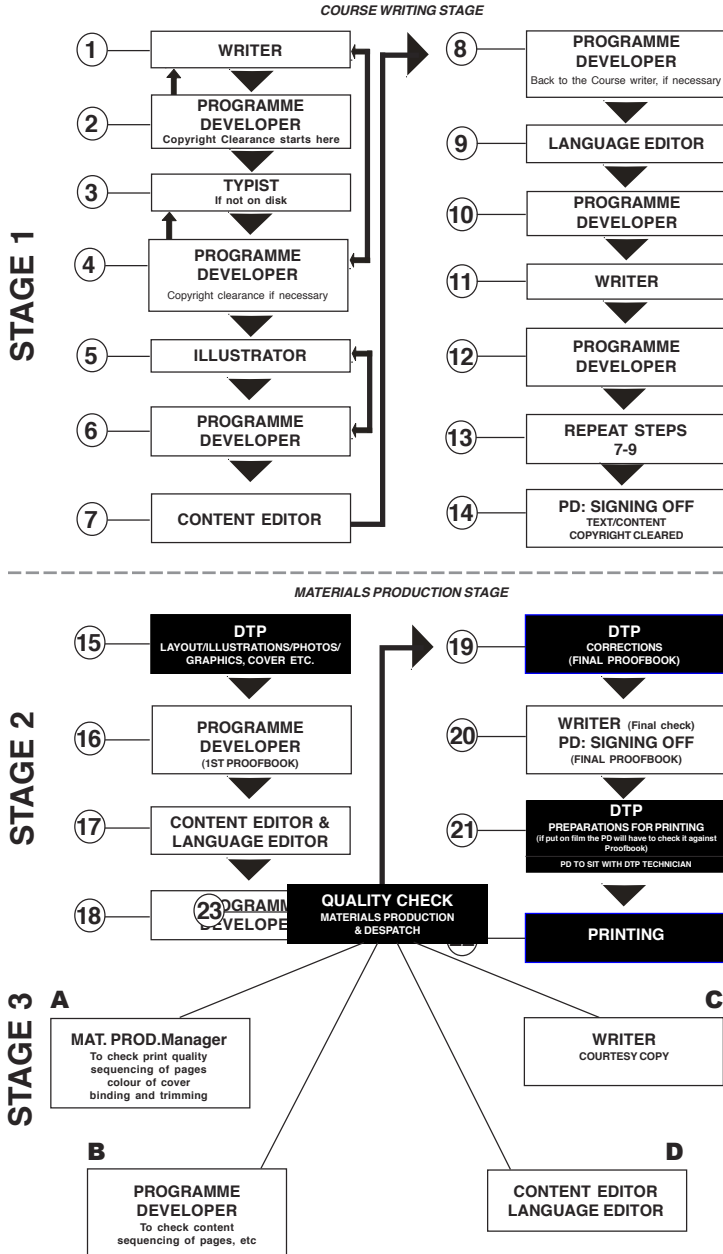 COURSE WRITING STAGE
STAGE 1
1
WRITER
2
PROGRAMME
DEVELOPER
Copyright Clearance starts here
3
TYPIST
If not on disk
4
PROGRAMME
DEVELOPER
Copyright clearance if necessary
5
ILLUSTRATOR
6
PROGRAMME
DEVELOPER
7
CONTENT EDITOR
8
PROGRAMME
DEVELOPER
Back to the Course writer, if necessary
9
LANGUAGE EDITOR
10
PROGRAMME
DEVELOPER
11
WRITER
12
PROGRAMME
DEVELOPER
13
REPEAT STEPS
7-9
14
PD: SIGNING OFF
TEXT/CONTENT
COPYRIGHT CLEARED
MATERIALS PRODUCTION STAGE
STAGE 2
15
DTP
LAYOUT/ILLUSTRATIONS/PHOTOS/
GRAPHICS, COVER ETC.
16
PROGRAMME
DEVELOPER
(1ST PROOFBOOK)
17
CONTENT EDITOR &
LANGUAGE EDITOR
18
19
DTP
CORRECTIONS
(FINAL PROOFBOOK)
20
WRITER (Final check)
PD: SIGNING OFF
(FINAL PROOFBOOK)
21
DTP
PREPARATIONS FOR PRINTING
(if put on film the PD will have to check it against
Proofbook)
PD TO SIT WITH DTP TECHNICIAN
PRINTING
STAGE 3
23
QUALITY CHECK
MATERIALS PRODUCTION
& DESPATCH
A
MAT. PROD.Manager
To check print quality
sequencing of pages
colour of cover
binding and trimming
B
PROGRAMME
DEVELOPER
To check content
sequencing of pages, etc
C
WRITER
COURTESY COPY
D
CONTENT EDITOR
LANGUAGE EDITOR